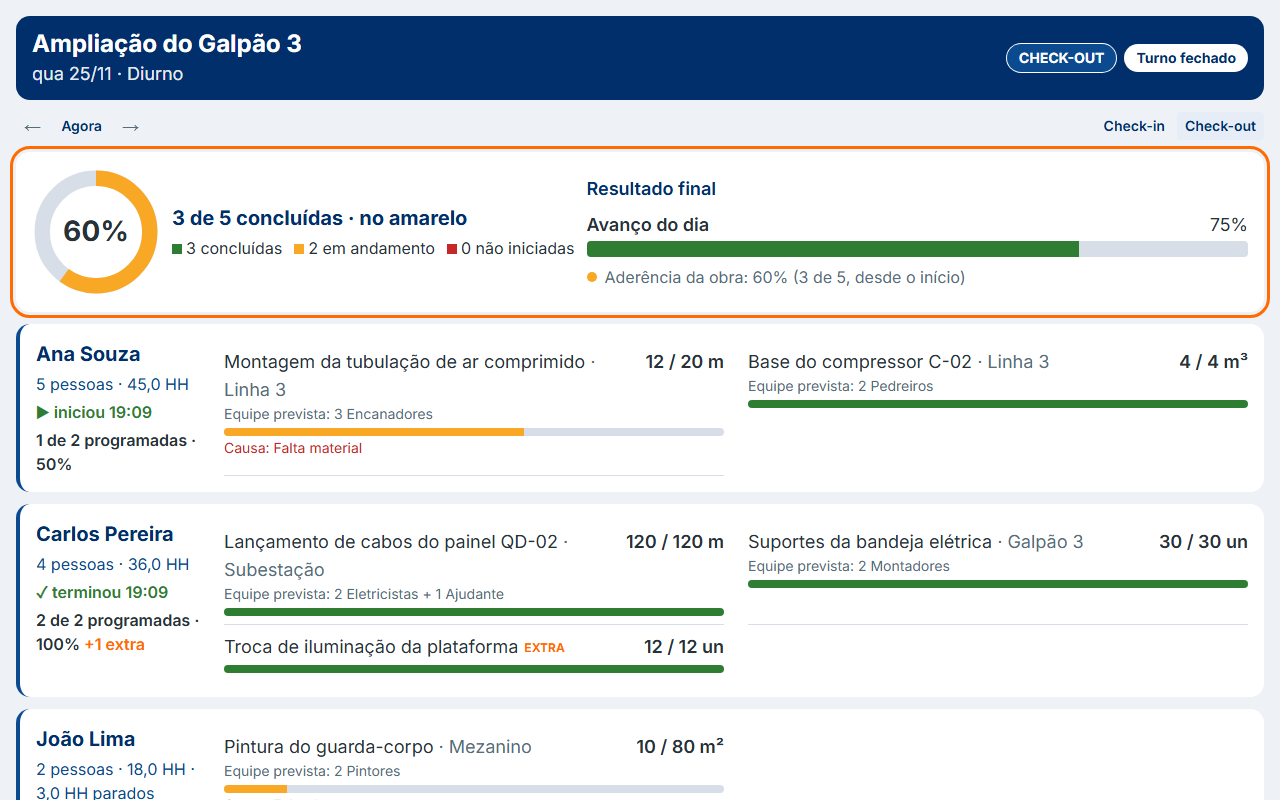 Ampliação do Galpão 3
qua 25/11 · Diurno
CHECK-OUT
Turno fechado
← Agora →
Check-in
Check-out
60%
3 de 5 concluídas · no amarelo
3 concluídas 2 em andamento 0 não iniciadas
Resultado final
Avanço do dia 75%
Aderência da obra: 60% (3 de 5, desde o início)
Ana Souza
5 pessoas · 45,0 HH
▶ iniciou 19:09
1 de 2 programadas ·
50%
Montagem da tubulação de ar comprimido ·
Linha 3
12 / 20 m
Equipe prevista: 3 Encanadores
Causa: Falta material
Base do compressor C-02 · Linha 3
4 / 4 m³
Equipe prevista: 2 Pedreiros
Carlos Pereira
4 pessoas · 36,0 HH
✓ terminou 19:09
2 de 2 programadas ·
100% +1 extra
Lançamento de cabos do painel QD-02 ·
Subestação
120 / 120 m
Equipe prevista: 2 Eletricistas + 1 Ajudante
Suportes da bandeja elétrica · Galpão 3
30 / 30 un
Equipe prevista: 2 Montadores
Troca de iluminação da plataforma EXTRA
12 / 12 un
João Lima
2 pessoas · 18,0 HH ·
3,0 HH parados
Pintura do guarda-corpo · Mezanino
10 / 80 m²
Equipe prevista: 2 Pintores